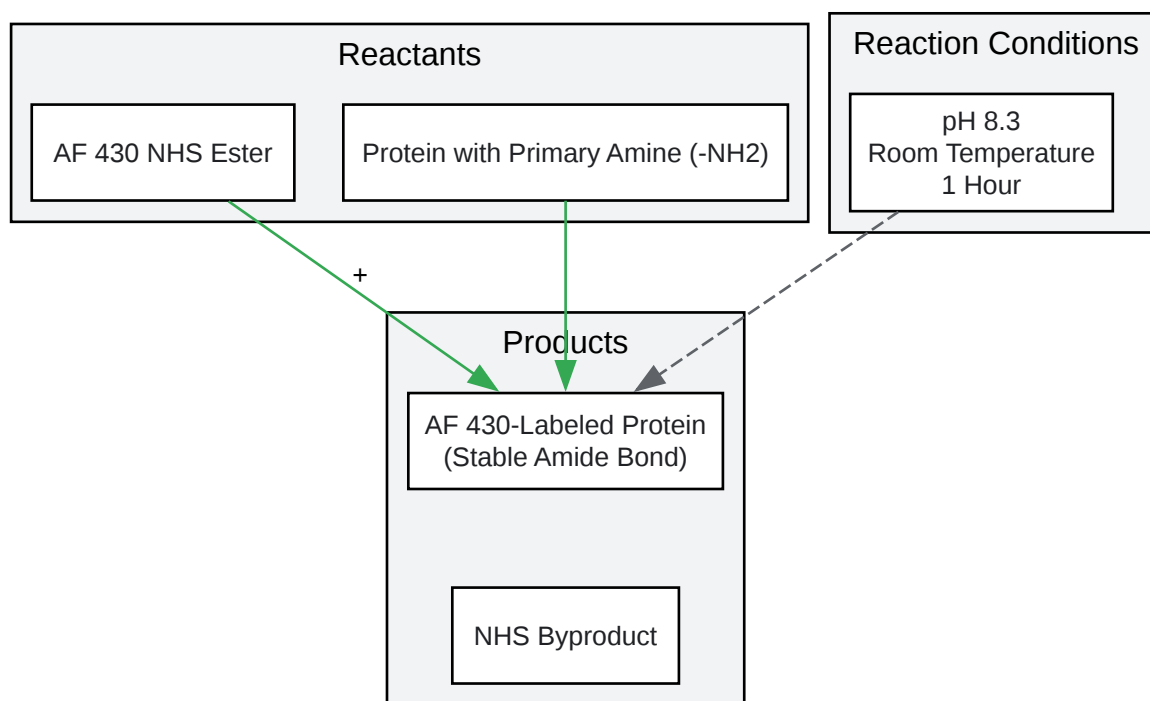 Reactants
Reaction Conditions
AF 430 NHS Ester
Protein with Primary Amine (-NH2)
pH 8.3
Room Temperature
1 Hour
+
Products
AF 430-Labeled Protein
(Stable Amide Bond)
NHS Byproduct